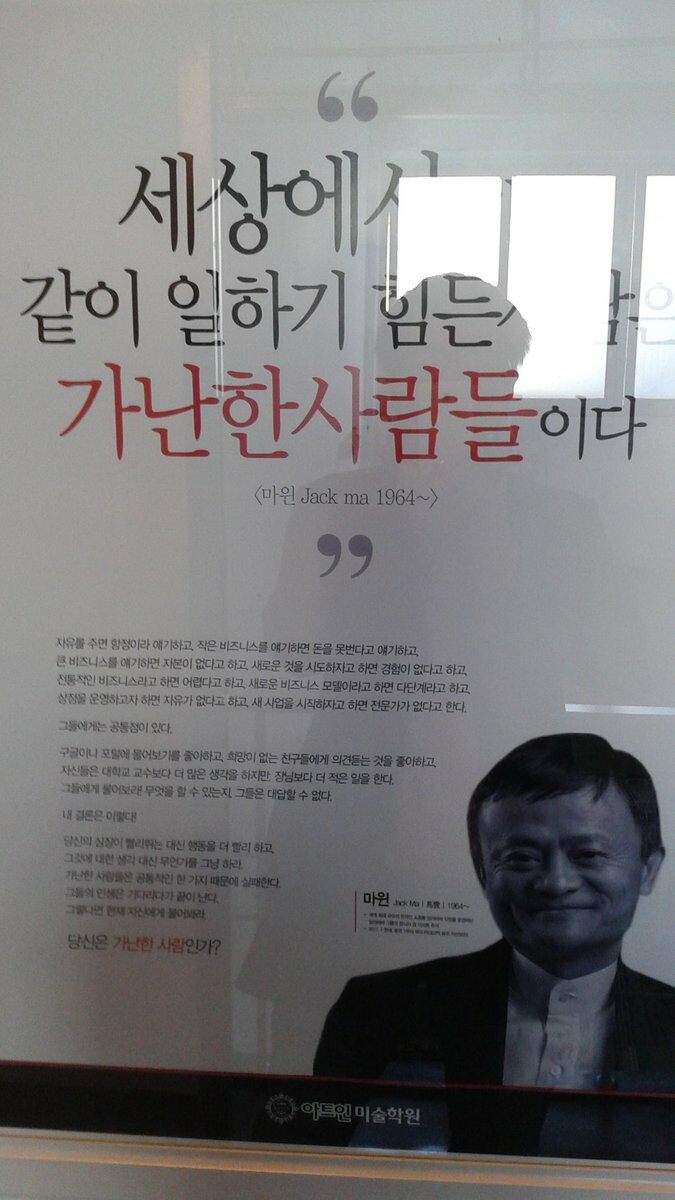 “
세상에서
같이 일하기 힘든 사람은
가난한사람들이다
〈마윈 Jack ma 1964~〉
”
자유를 주면 함정이라 얘기하고, 작은 비즈니스를 얘기하면 돈을 못번다고 얘기하고,
큰 비즈니스를 얘기하면 자본이 없다고 하고, 새로운 것을 시도하자고 하면 경험이 없다고 하고,
전통적인 비즈니스라고 하면 어렵다고 하고, 새로운 비즈니스 모델이라고 하면 다단계라고 하고,
상점을 운영하고자 하면 자유가 없다고 하고, 새 사업을 시작하자고 하면 전문가가 없다고 한다.
그들에게는 공통점이 있다.
구글이나 포털에 물어보기를 좋아하고, 희망이 없는 친구들에게 의견듣는 것을 좋아하고,
자신들은 대학교 교수보다 더 많은 생각을 하지만, 장님보다 더 적은 일을 한다.
그들에게 물어보라! 무엇을 할 수 있는지, 그들은 대답할 수 없다.
내 결론은 이렇다!
당신의 심장이 빨리뛰는 대신 행동을 더 빨리 하고,
그것에 대한 생각 대신 무언가를 그냥 하라.
가난한 사람들은 공통적인 한 가지 때문에 실패한다.
그들의 인생은 기다리다가 끝이 난다.
그렇다면 현재 자신에게 물어봐라.
당신은 가난한 사람인가?
마윈 Jack Ma | 馬雲 | 1964~
아트인 미술학원